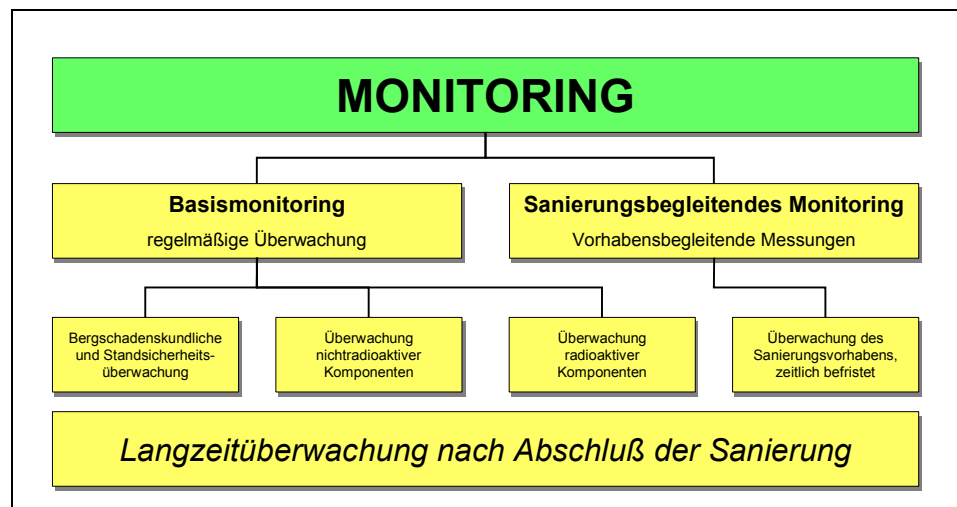 MONITORING
Basismonitoring
regelmäßige Überwachung
Sanierungsbegleitendes Monitoring
Vorhabensbegleitende Messungen
Bergschadenskundliche
und Standsicherheits-
überwachung
Überwachung
nichtradioaktiver
Komponenten
Überwachung
radioaktiver
Komponenten
Überwachung des
Sanierungsvorhabens,
zeitlich befristet
Langzeitüberwachung nach Abschluß der Sanierung